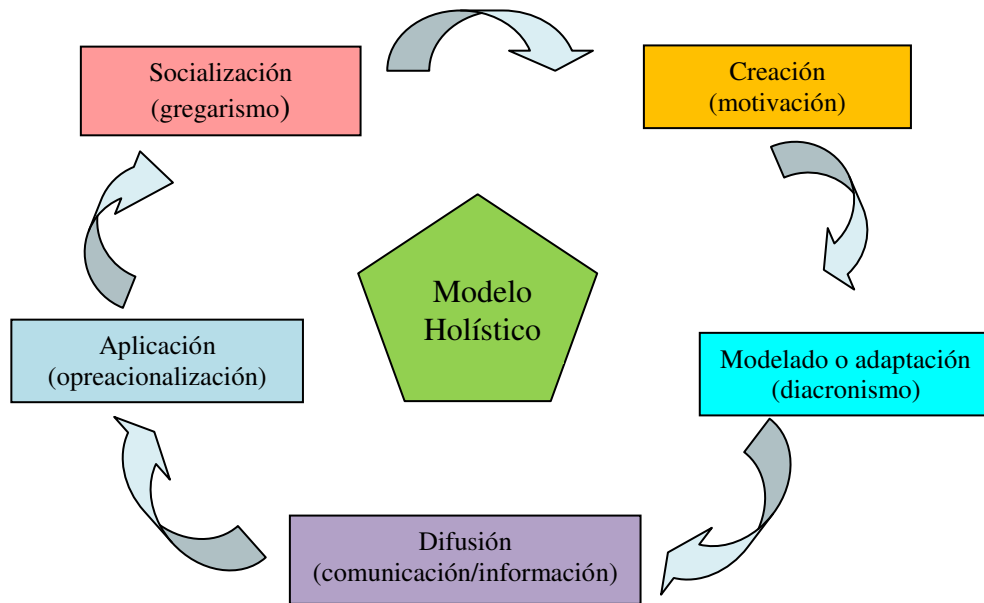 Socialización
(gregarismo)
Creación
(motivación)
Modelo
Holístico
Aplicación
(opreacionalización)
Modelado o adaptación
(diacronismo)
Difusión
(comunicación/información)